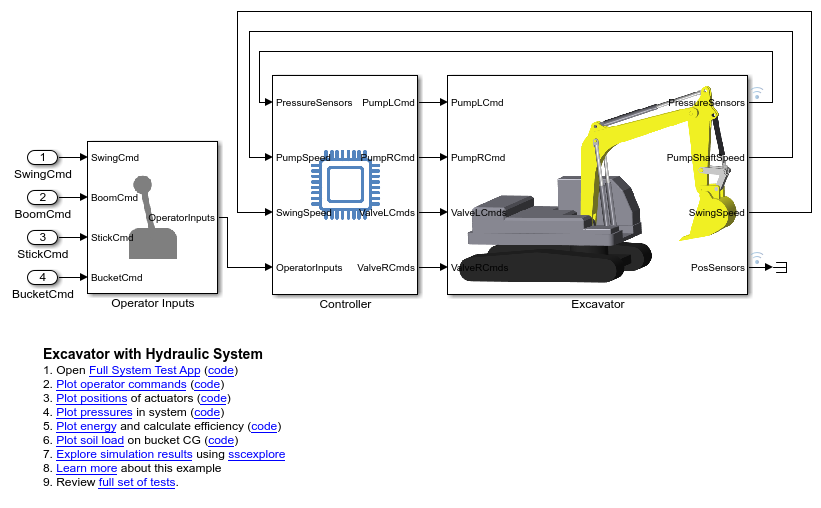 PressureSensors PumpLCmd PumpLCmd PressureSensors
1 SwingCmd PumpSpeed PumpRCmd PumpRCmd PumpShaftSpeed
SwingCmd
2 BoomCmd
BoomCmd OperatorInputs SwingSpeed ValveLCmds ValveLCmds SwingSpeed
3 StickCmd
StickCmd
4 BucketCmd OperatorInputs ValveRCmds ValveRCmds PosSensors
BucketCmd
Operator Inputs Controller Excavator
Excavator with Hydraulic System
1. Open Full System Test App (code)
2. Plot operator commands (code)
3. Plot positions of actuators (code)
4. Plot pressures in system (code)
5. Plot energy and calculate efficiency (code)
6. Plot soil load on bucket CG (code)
7. Explore simulation results using sscexplore
8. Learn more about this example
9. Review full set of tests.